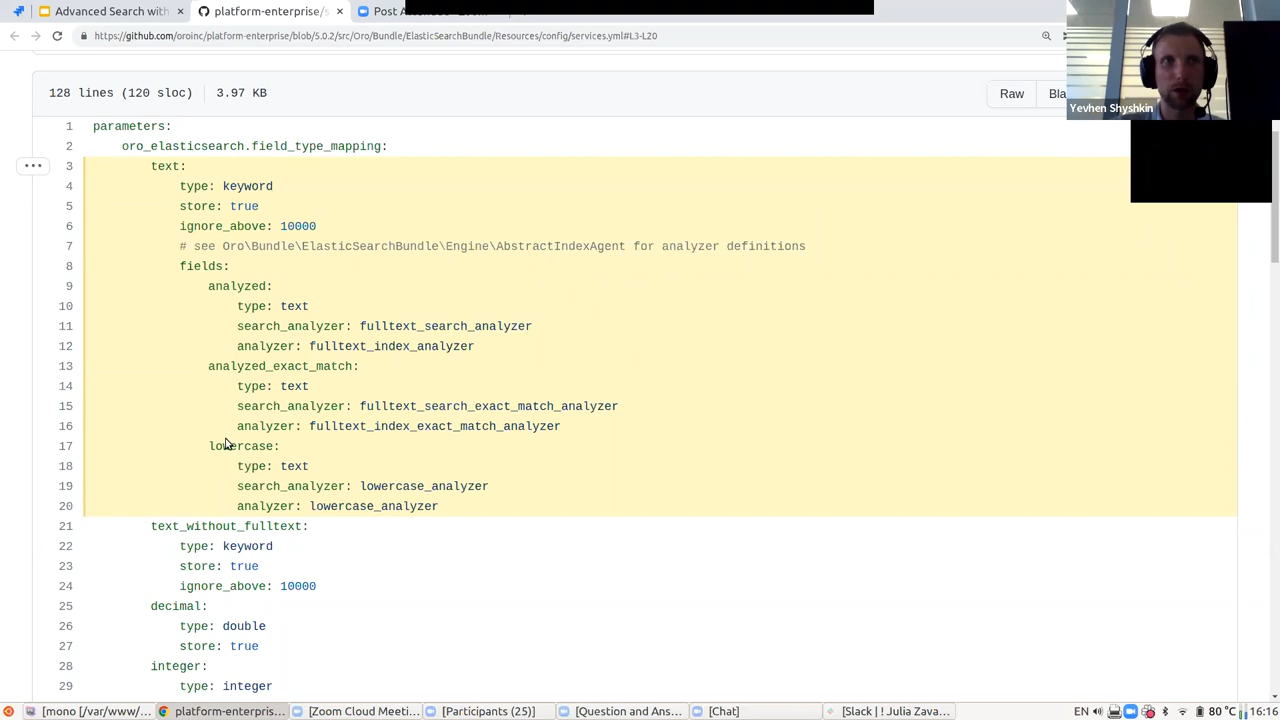 Advanced Search with
platform-enterprise/s
Post A
https://github.com/oroinc/platform-enterprise/blob/5.0.2/src/Oro/Bundle/ElasticSearchBundle/Resources/config/services.yml#L3-L20
128 lines (120 sloc) 3.97 KB
Raw
Bla
Yevhen Shyshkin
1 parameters:
2 oro_elasticsearch.field_type_mapping:
3 text:
4 type: keyword
5 store: true
6 ignore_above: 10000
7 # see Oro\Bundle\ElasticSearchBundle\Engine\AbstractIndexAgent for analyzer definitions
8 fields:
9 analyzed:
10 type: text
11 search_analyzer: fulltext_search_analyzer
12 analyzer: fulltext_index_analyzer
13 analyzed_exact_match:
14 type: text
15 search_analyzer: fulltext_search_exact_match_analyzer
16 analyzer: fulltext_index_exact_match_analyzer
17 lowercase:
18 type: text
19 search_analyzer: lowercase_analyzer
20 analyzer: lowercase_analyzer
21 text_without_fulltext:
22 type: keyword
23 store: true
24 ignore_above: 10000
25 decimal:
26 type: double
27 store: true
28 integer:
29 type: integer
[mono [/var/www/... platform-enterpris... [Zoom Cloud Meeti... [Participants (25)] [Question and Ans... [Chat] [Slack | ! Julia Zava... EN 80 °C 16:16